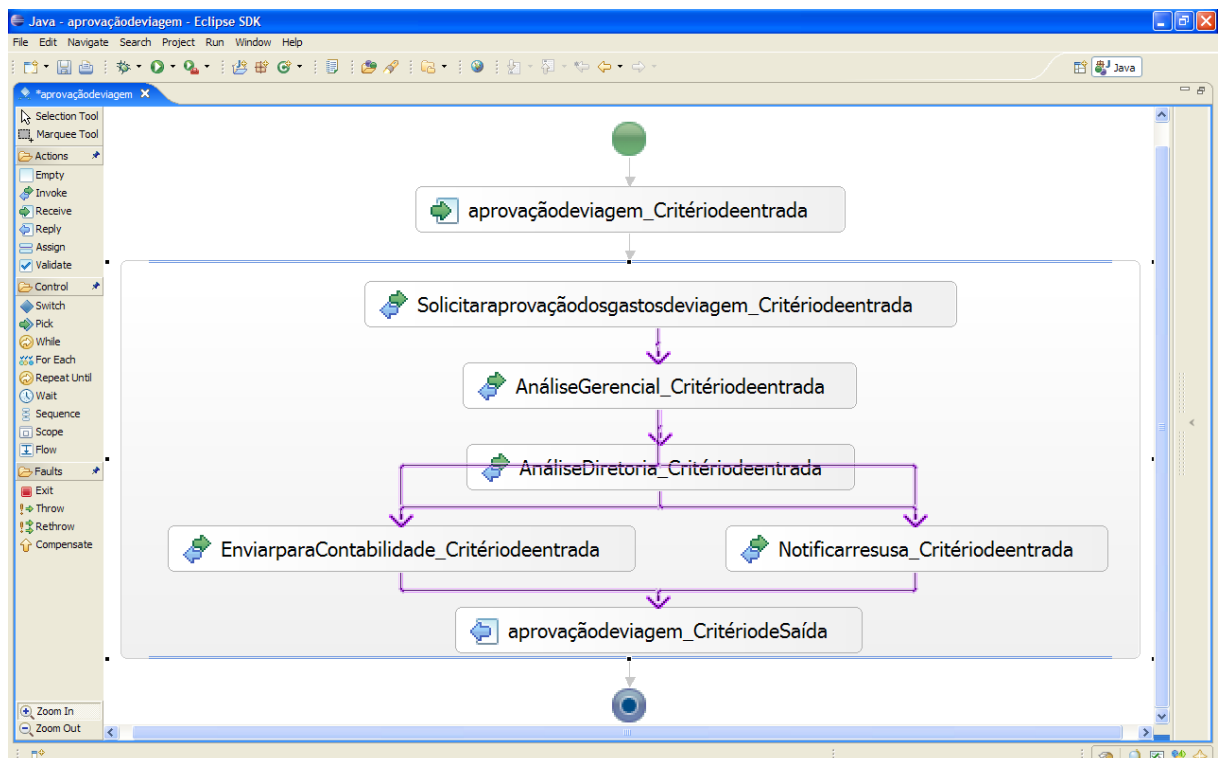 Java - aprovaçãodeviagem - Eclipse SDK
File Edit Navigate Search Project Run Window Help
Java
*aprovaçãodeviagem
Selection Tool
Marquee Tool
Actions
Empty
Invoke
Receive
Reply
Assign
Validate
Control
Switch
Pick
While
For Each
Repeat Until
Wait
Sequence
Scope
Flow
Faults
Exit
Throw
Rethrow
Compensate
Zoom In
Zoom Out
aprovaçãodeviagem_Critériodeentrada
Solicitaraprovaçãodosgastosdeviagem_Critériodeentrada
AnáliseGerencial_Critériodeentrada
AnáliseDiretoria_Critériodeentrada
EnviarparaContabilidade_Critériodeentrada
Notificarresusa_Critériodeentrada
aprovaçãodeviagem_CritériodeSaída